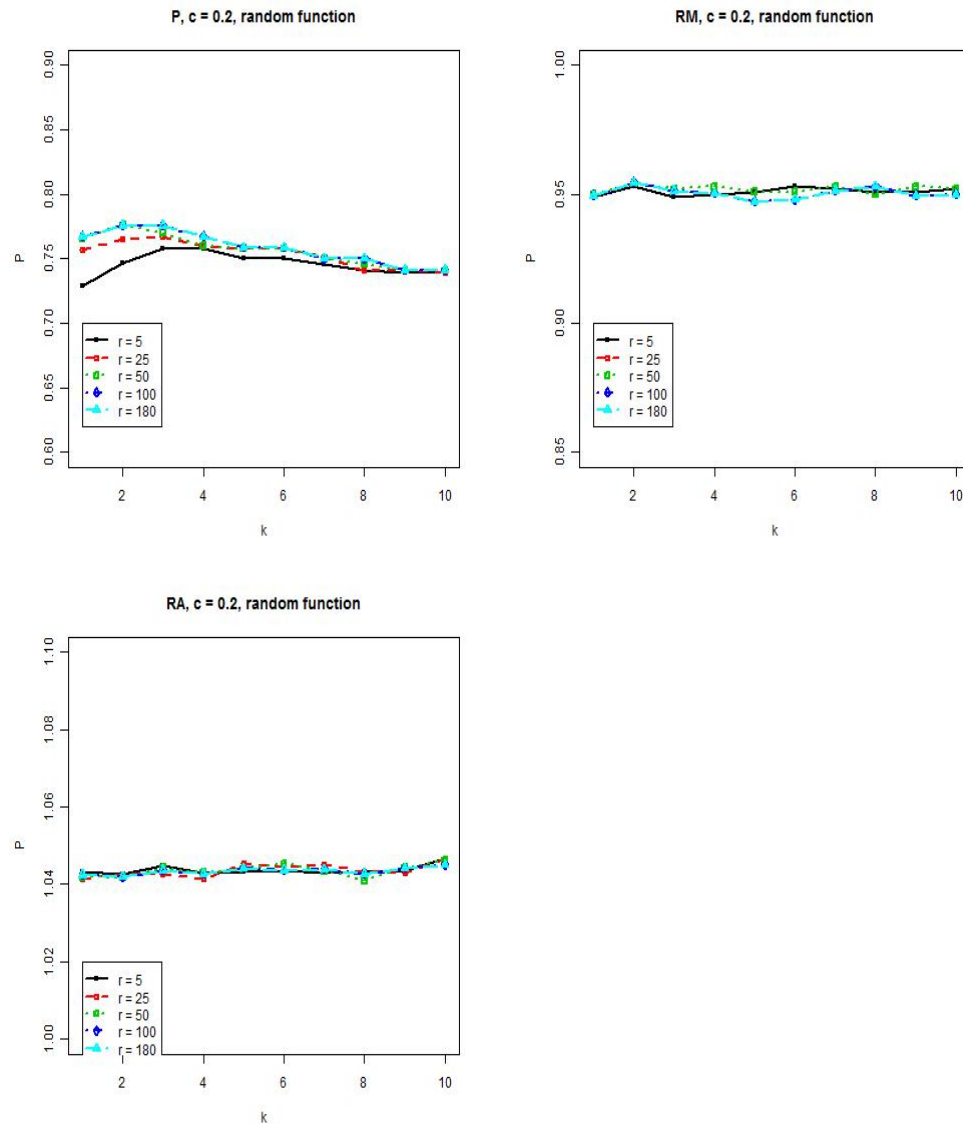 P, c = 0.2, random function
P
0.90
0.85
0.80
0.75
0.70
0.65
0.60
r = 5
r = 25
r = 50
r = 100
r = 180
2 4 6 8 10
k
RM, c = 0.2, random function
P
1.00
0.95
0.90
0.85
r = 5
r = 25
r = 50
r = 100
r = 180
2 4 6 8 10
k
RA, c = 0.2, random function
P
1.10
1.08
1.06
1.04
1.02
1.00
r = 5
r = 25
r = 50
r = 100
r = 180
2 4 6 8 10
k